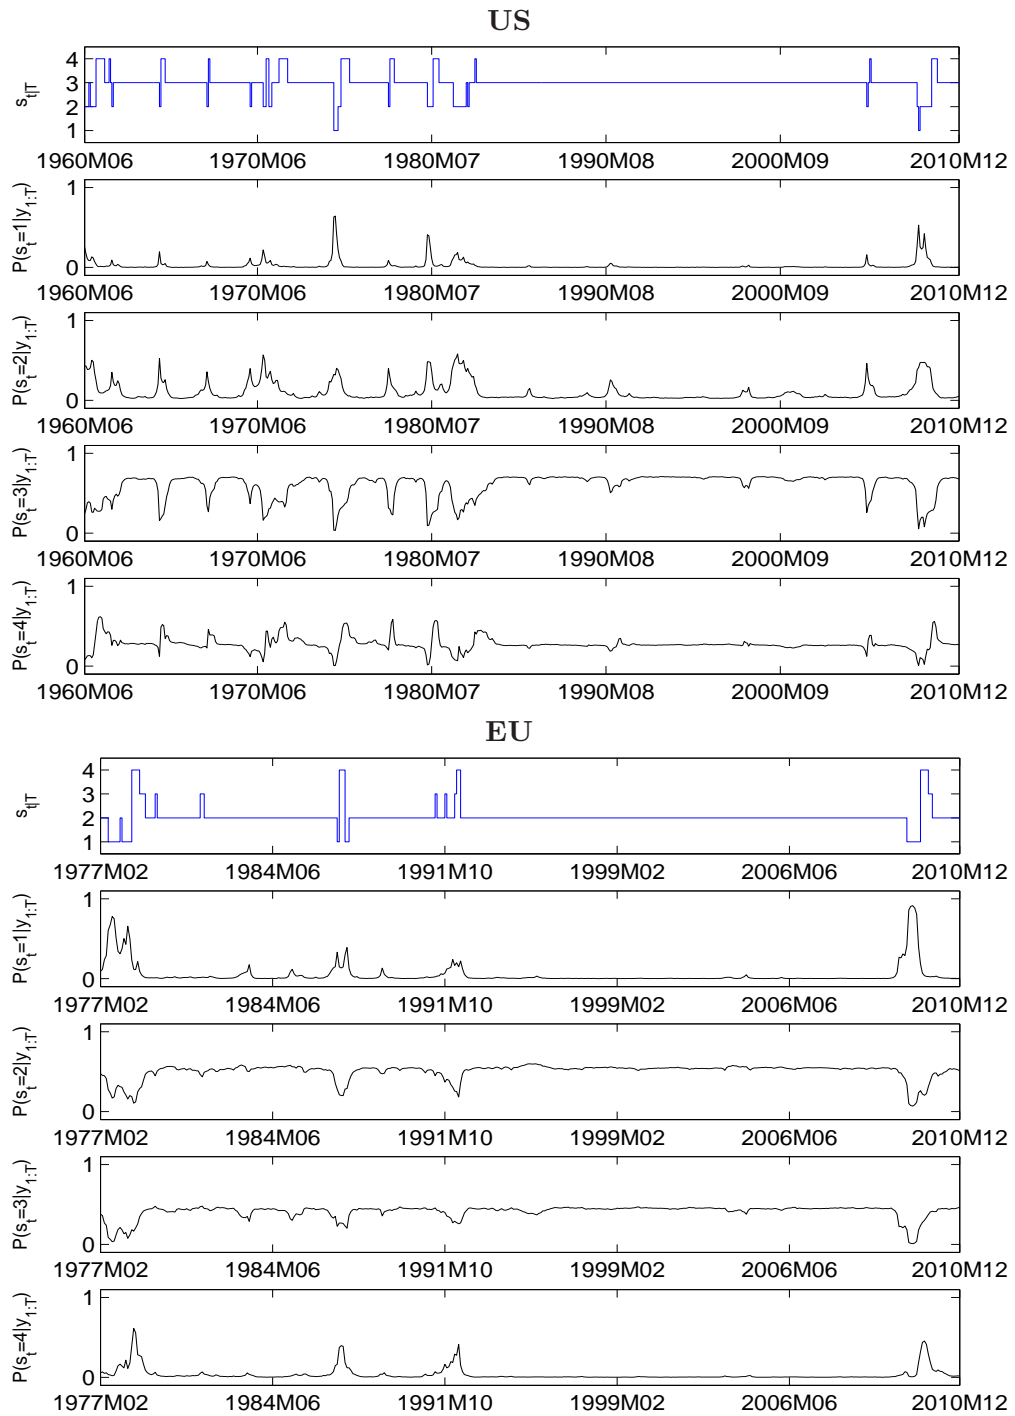 US
s_{t|T}
4
3
2
1
1960M06 1970M06 1980M07 1990M08 2000M09 2010M12
P(s_t=1|y_{1:T})
1
0
1960M06 1970M06 1980M07 1990M08 2000M09 2010M12
P(s_t=2|y_{1:T})
1
0
1960M06 1970M06 1980M07 1990M08 2000M09 2010M12
P(s_t=3|y_{1:T})
1
0
1960M06 1970M06 1980M07 1990M08 2000M09 2010M12
P(s_t=4|y_{1:T})
1
0
1960M06 1970M06 1980M07 1990M08 2000M09 2010M12
EU
s_{t|T}
4
3
2
1
1977M02 1984M06 1991M10 1999M02 2006M06 2010M12
P(s_t=1|y_{1:T})
1
0
1977M02 1984M06 1991M10 1999M02 2006M06 2010M12
P(s_t=2|y_{1:T})
1
0
1977M02 1984M06 1991M10 1999M02 2006M06 2010M12
P(s_t=3|y_{1:T})
1
0
1977M02 1984M06 1991M10 1999M02 2006M06 2010M12
P(s_t=4|y_{1:T})
1
0
1977M02 1984M06 1991M10 1999M02 2006M06 2010M12